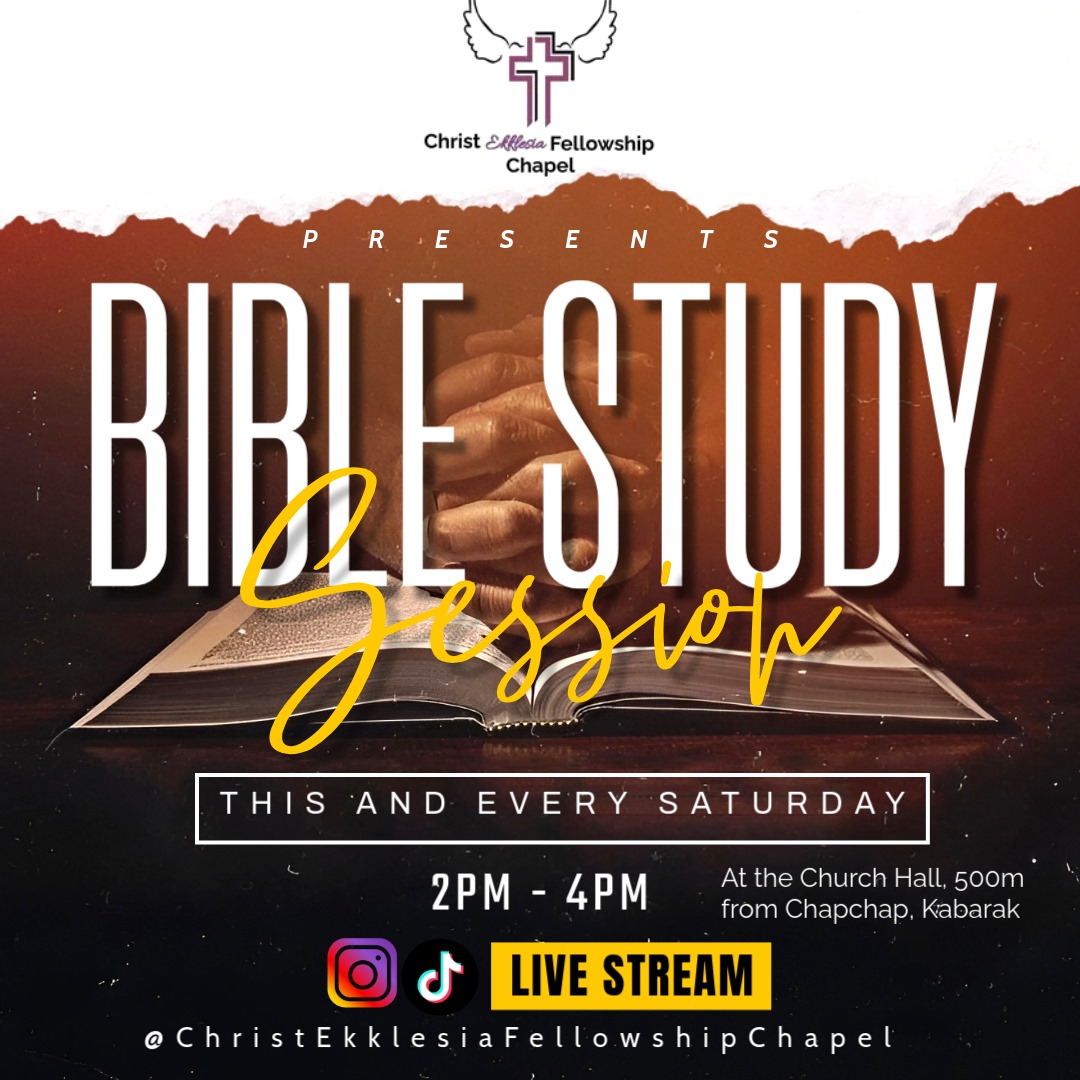 Christ Ekklesia Fellowship
Chapel
PRESENTS
BIBLE STUDY
Session
THIS AND EVERY SATURDAY
2PM - 4PM
At the Church Hall, 500m
from Chapchap, Kabarak
LIVE STREAM
@ChristEkklesiaFellowshipChapel